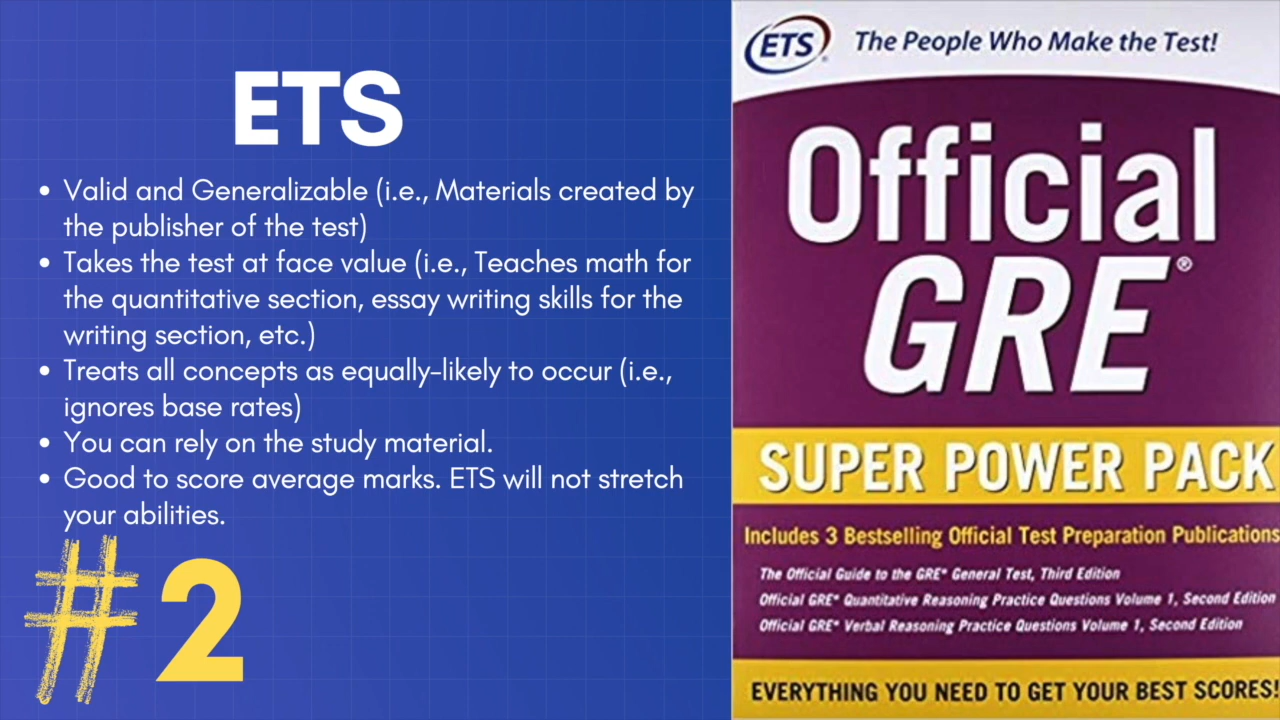 ETS
• Valid and Generalizable (i.e., Materials created by
the publisher of the test)
• Takes the test at face value (i.e., Teaches math for
the quantitative section, essay writing skills for the
writing section, etc.)
• Treats all concepts as equally-likely to occur (i.e.,
ignores base rates)
• You can rely on the study material.
• Good to score average marks. ETS will not stretch
your abilities.
#2
ETS®
The People Who Make the Test!
Official
GRE®
SUPER POWER PACK
Includes 3 Bestselling Official Test Preparation Publications
The Official Guide to the GRE® General Test, Third Edition
Official GRE® Quantitative Reasoning Practice Questions Volume 1, Second Edition
Official GRE® Verbal Reasoning Practice Questions Volume 1, Second Edition
EVERYTHING YOU NEED TO GET YOUR BEST SCORES!